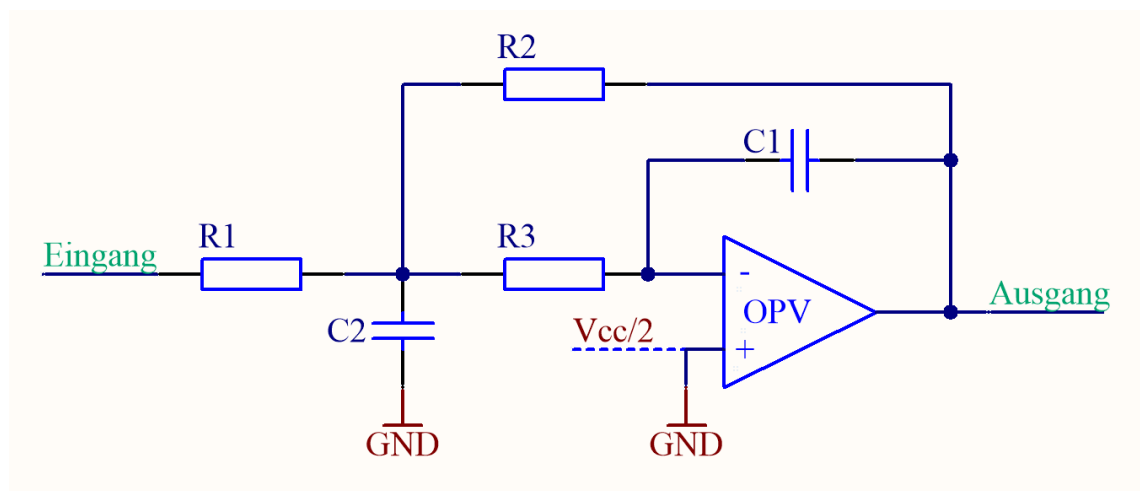 R2
C1
Eingang
R1
R3
-
OPV
Ausgang
C2
Vcc/2
+
GND
GND